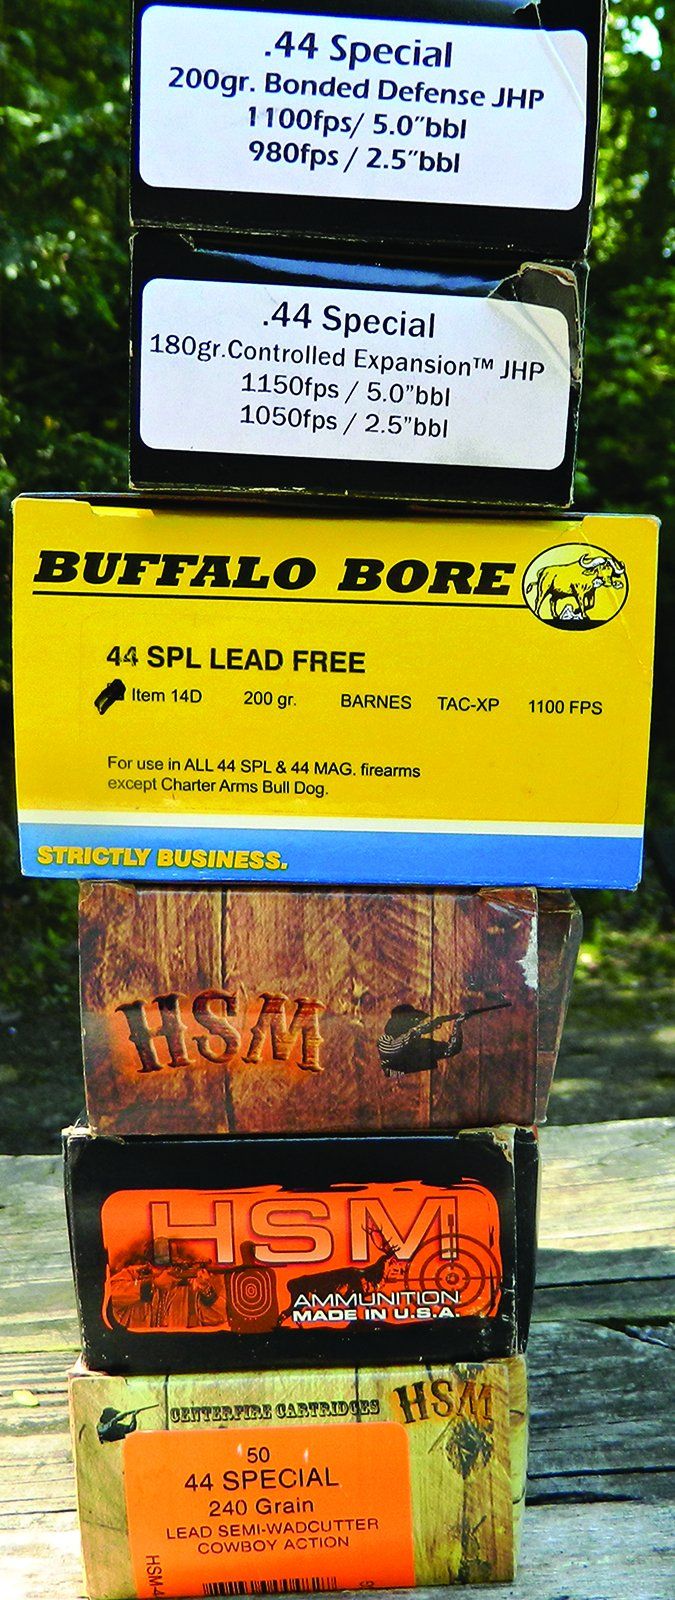 .44 Special
200gr. Bonded Defense JHP
1100fps/ 5.0"bbl
980fps / 2.5"bbl
.44 Special
180gr.Controlled Expansion™ JHP
1150fps / 5.0"bbl
1050fps / 2.5"bbl
BUFFALO BORE
44 SPL LEAD FREE
Item 14D 200 gr. BARNES TAC-XP 1100 FPS
For use in ALL 44 SPL & 44 MAG. firearms
except Charter Arms Bull Dog.
STRICTLY BUSINESS.
HSM
HSM
AMMUNITION
MADE IN U.S.A.
CENTERFIRE CARTRIDGES HSM
50
44 SPECIAL
240 Grain
LEAD SEMI-WADCUTTER
COWBOY ACTION